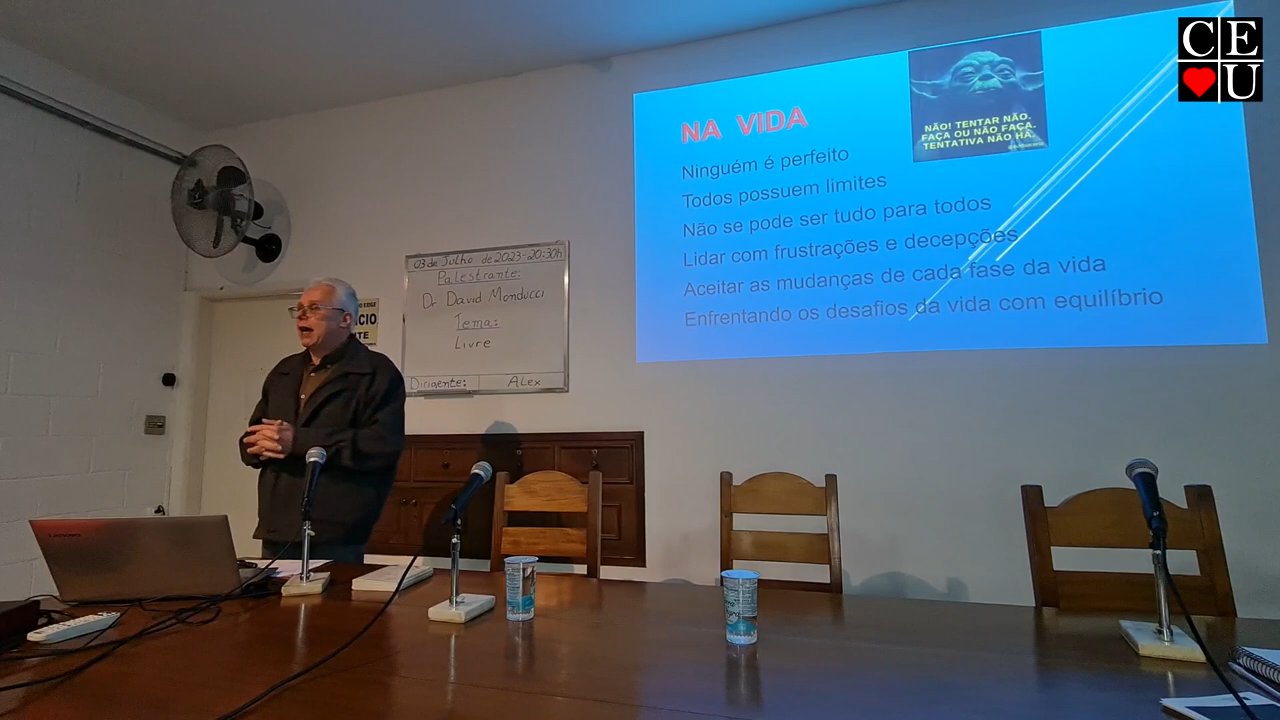 C E
U
NA VIDA
NÃO! TENTAR NÃO.
FAÇA OU NÃO FAÇA.
TENTATIVA NÃO HÁ.
Ninguém é perfeito
Todos possuem limites
Não se pode ser tudo para todos
Lidar com frustrações e decepções
Aceitar as mudanças de cada fase da vida
Enfrentando os desafios da vida com equilíbrio
03 de Julho de 2023-20:30h
Palestrante:
Dr David Monducci
Tema:
Livre
Dirigente: Alex
CIO
NTE
Lenovo